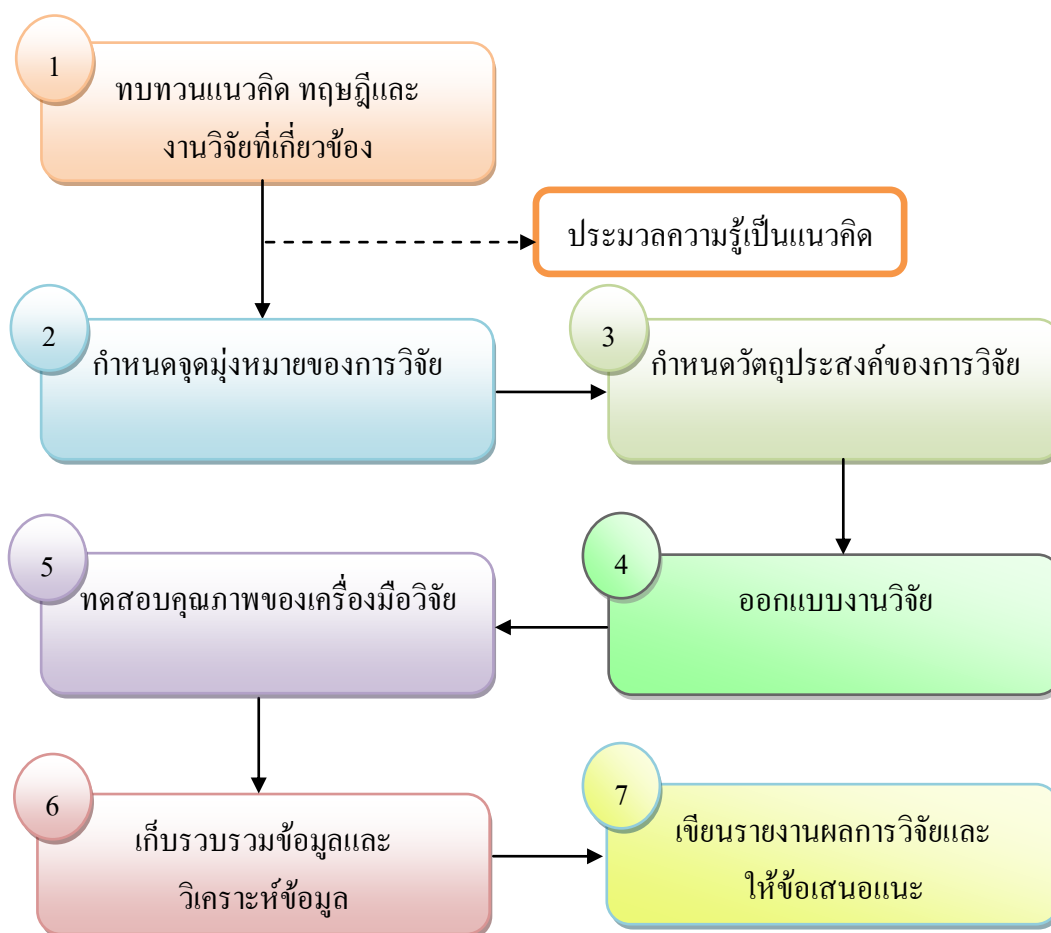 1
ทบทวนแนวคิด ทฤษฎีและ
งานวิจัยที่เกี่ยวข้อง
ประมวลความรู้เป็นแนวคิด
2
กำหนดจุดมุ่งหมายของการวิจัย
3
กำหนดวัตถุประสงค์ของการวิจัย
4
ออกแบบงานวิจัย
5
ทดสอบคุณภาพของเครื่องมือวิจัย
6
เก็บรวบรวมข้อมูลและ
วิเคราะห์ข้อมูล
7
เขียนรายงานผลการวิจัยและ
ให้ข้อเสนอแนะ